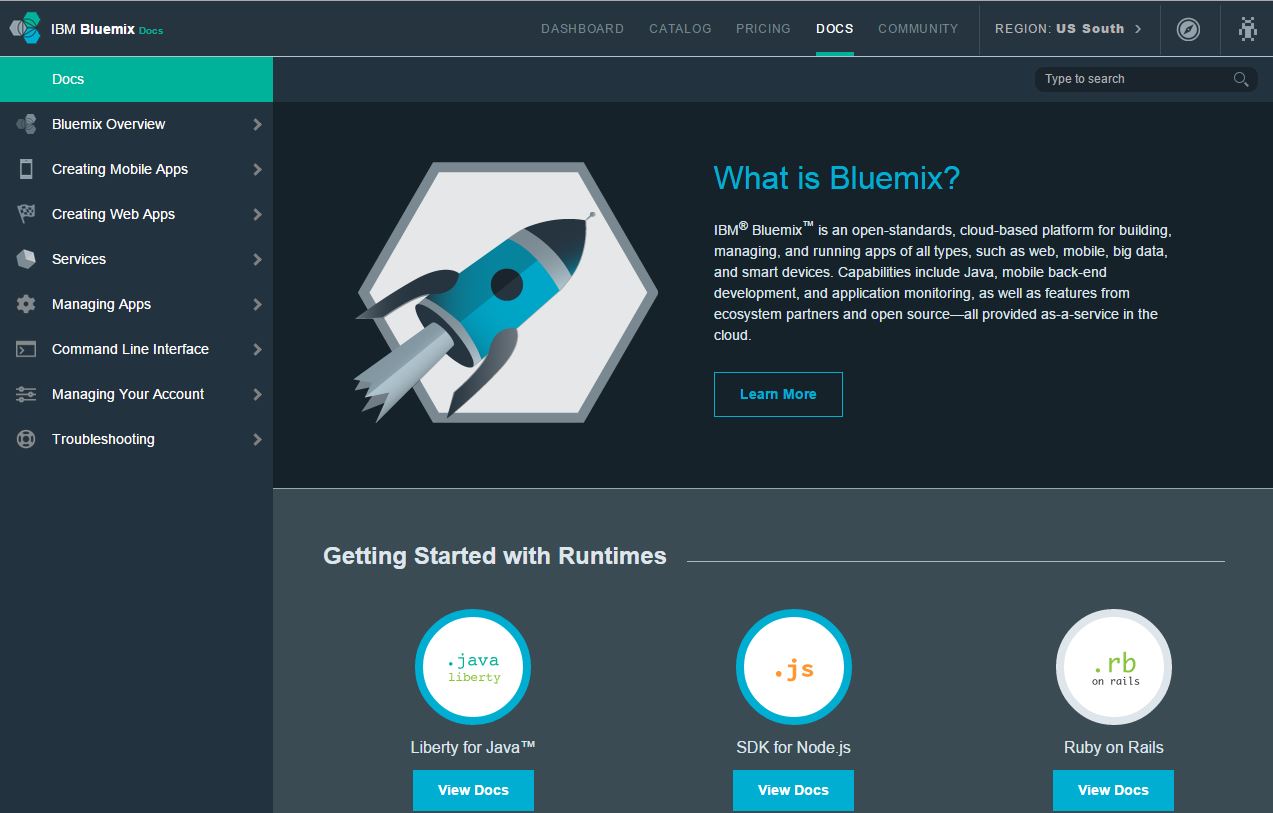 IBM Bluemix Docs
DASHBOARD CATALOG PRICING DOCS COMMUNITY REGION: US South
Docs
Type to search
Bluemix Overview
Creating Mobile Apps
Creating Web Apps
Services
Managing Apps
Command Line Interface
Managing Your Account
Troubleshooting
What is Bluemix?
IBM® Bluemix™ is an open-standards, cloud-based platform for building,
managing, and running apps of all types, such as web, mobile, big data,
and smart devices. Capabilities include Java, mobile back-end
development, and application monitoring, as well as features from
ecosystem partners and open source—all provided as-a-service in the
cloud.
Learn More
Getting Started with Runtimes
.java
liberty
Liberty for Java™
View Docs
.js
SDK for Node.js
View Docs
.rb
on rails
Ruby on Rails
View Docs